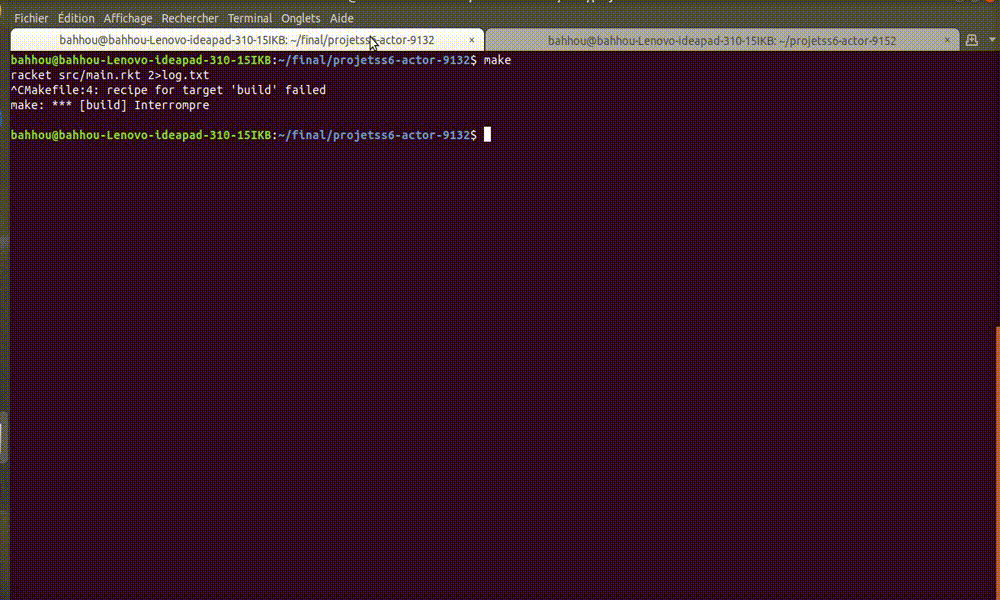 Fichier Édition Affichage Rechercher Terminal Onglets Aide
bahhou@bahhou-Lenovo-ideapad-310-15IKB: ~/final/projetss6-actor-9132 × bahhou@bahhou-Lenovo-ideapad-310-15IKB: ~/projetss6-actor-9152 ×
bahhou@bahhou-Lenovo-ideapad-310-15IKB:~/final/projetss6-actor-9132$ make
racket src/main.rkt 2>log.txt
^CMakefile:4: recipe for target 'build' failed
make: *** [build] Interrompre
bahhou@bahhou-Lenovo-ideapad-310-15IKB:~/final/projetss6-actor-9132$